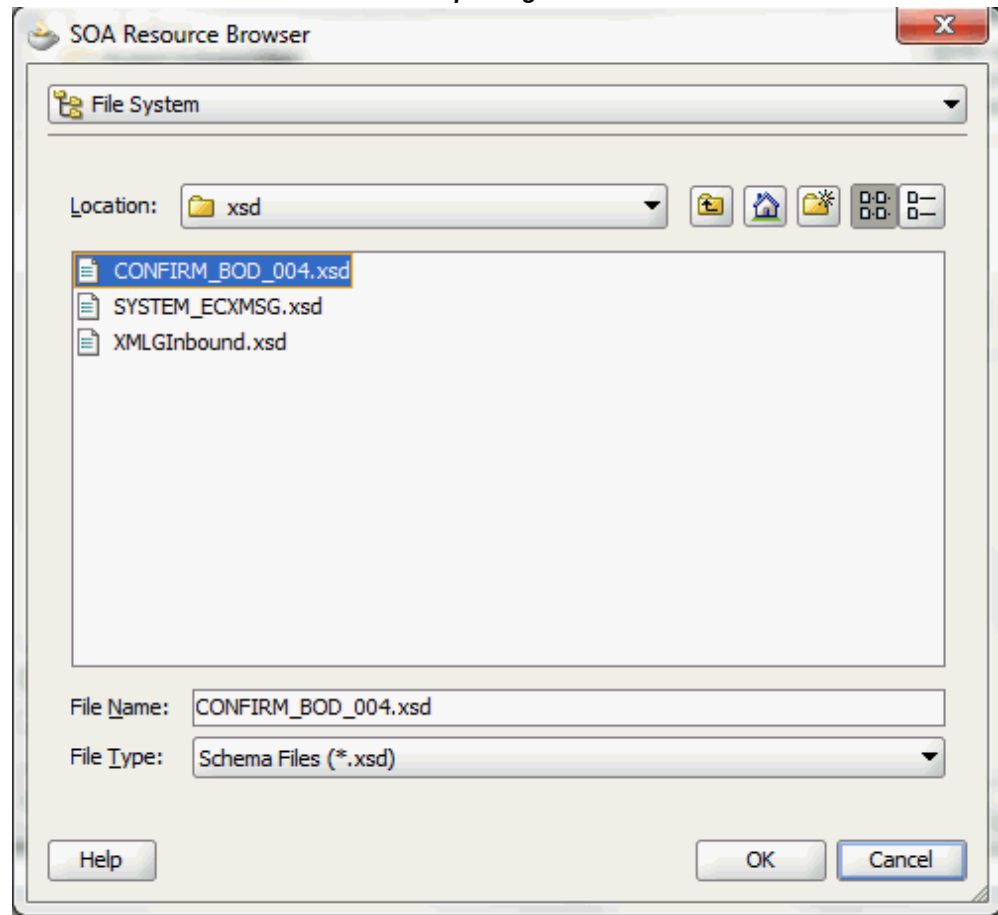 SOA Resource Browser
File System
Location: xsd
CONFIRM_BOD_004.xsd
SYSTEM_ECXMSG.xsd
XMLGInbound.xsd
File Name: CONFIRM_BOD_004.xsd
File Type: Schema Files (*.xsd)
Help OK Cancel